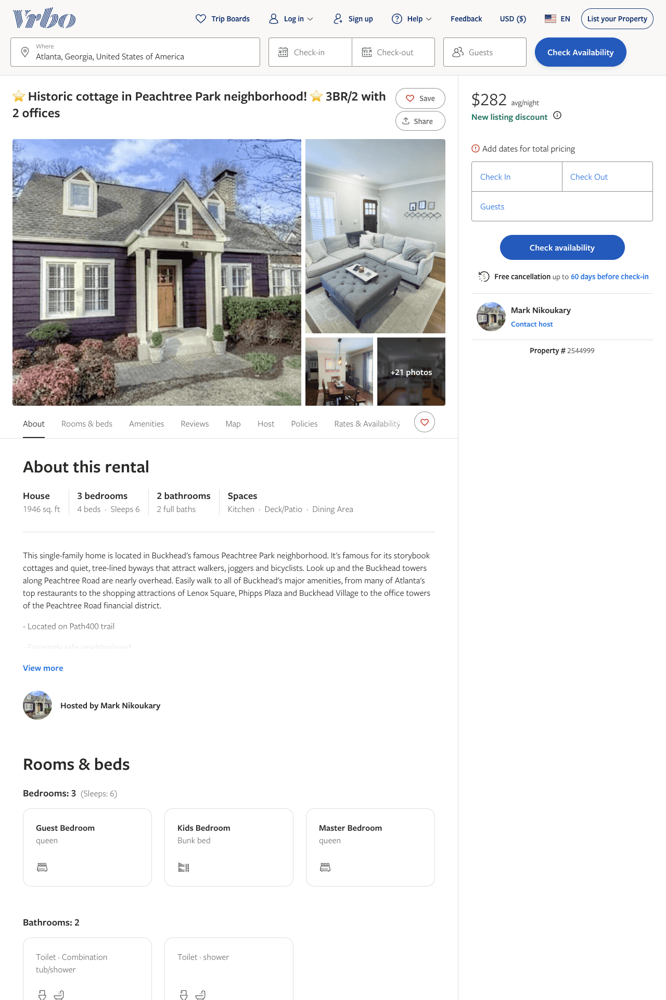 Vrbo
Trip Boards
Log in
Sign up
Help
Feedback
USD ($)
EN
List your Property
Where
Atlanta, Georgia, United States of America
Check-in
Check-out
Guests
Check Availability
⭐ Historic cottage in Peachtree Park neighborhood! ⭐ 3BR/2 with
2 offices
Save
Share
42
+21 photos
$282 avg/night
New listing discount
Add dates for total pricing
Check In
Check Out
Guests
Check availability
Free cancellation up to 60 days before check-in
Mark Nikoukary
Contact host
Property # 2544999
About
Rooms & beds
Amenities
Reviews
Map
Host
Policies
Rates & Availability
About this rental
House
1946 sq. ft
3 bedrooms
4 beds · Sleeps 6
2 bathrooms
2 full baths
Spaces
Kitchen · Deck/Patio · Dining Area
This single-family home is located in Buckhead's famous Peachtree Park neighborhood. It's famous for its storybook
cottages and quiet, tree-lined byways that attract walkers, joggers and bicyclists. Look up and the Buckhead towers
along Peachtree Road are nearly overhead. Easily walk to all of Buckhead's major amenities, from many of Atlanta's
top restaurants to the shopping attractions of Lenox Square, Phipps Plaza and Buckhead Village to the office towers
of the Peachtree Road financial district.
- Located on Path400 trail
- Extremely safe neighborhood
View more
Hosted by Mark Nikoukary
Rooms & beds
Bedrooms: 3 (Sleeps: 6)
Guest Bedroom
queen
Kids Bedroom
Bunk bed
Master Bedroom
queen
Bathrooms: 2
Toilet · Combination
tub/shower
Toilet · shower